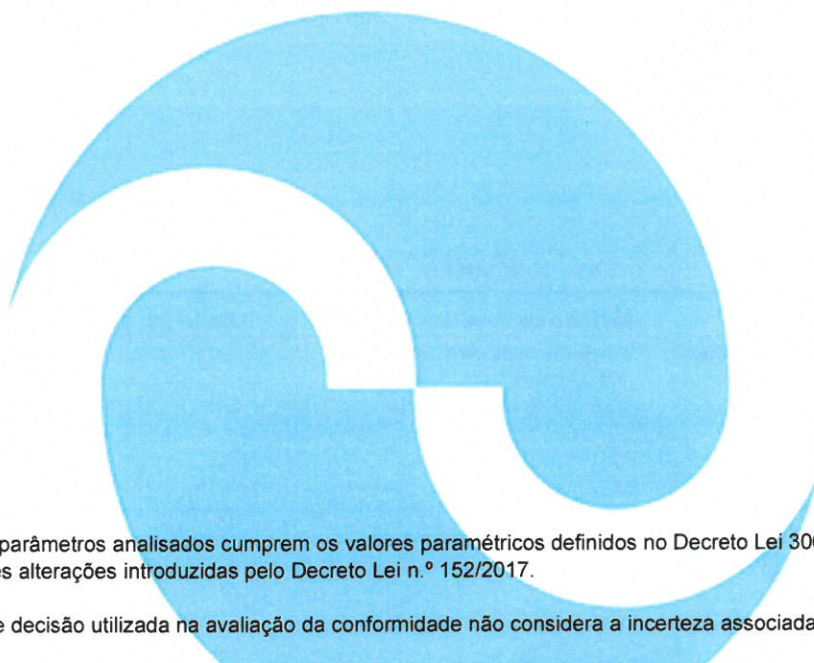 parâmetros analisados cumprem os valores paramétricos definidos no Decreto Lei
es alterações introduzidas pelo Decreto Lei n.º 152/2017.
e decisão utilizada na avaliação da conformidade não considera a incerteza associada